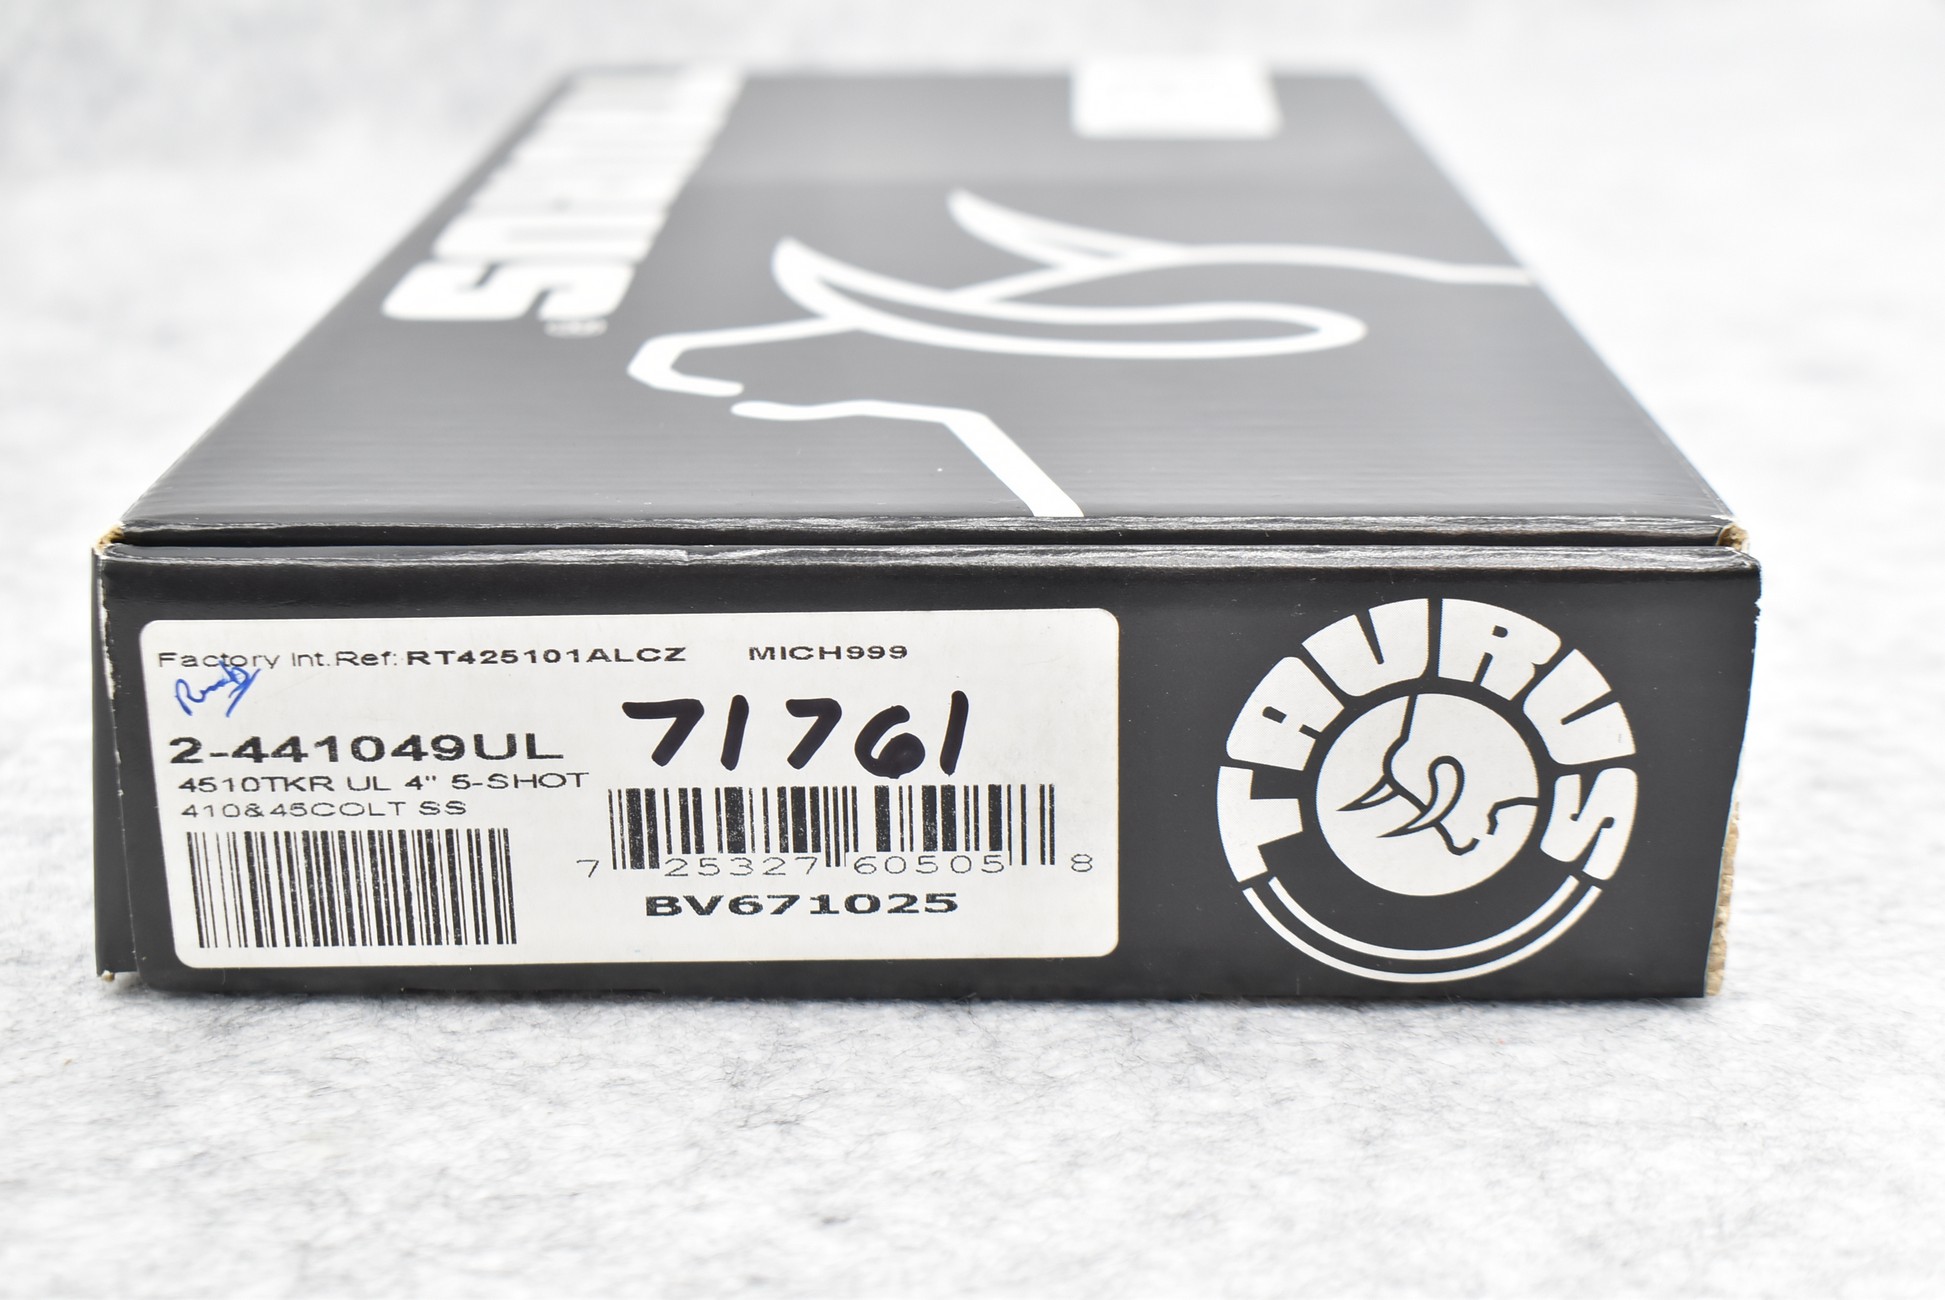 TAURUS
Factory Int.Ref: RT425101ALCZ MICH999
71761
2-441049UL
4510TKR UL 4" 5-SHOT
410&45COLT SS
7 25327 60505 8
BV671025
TAURUS